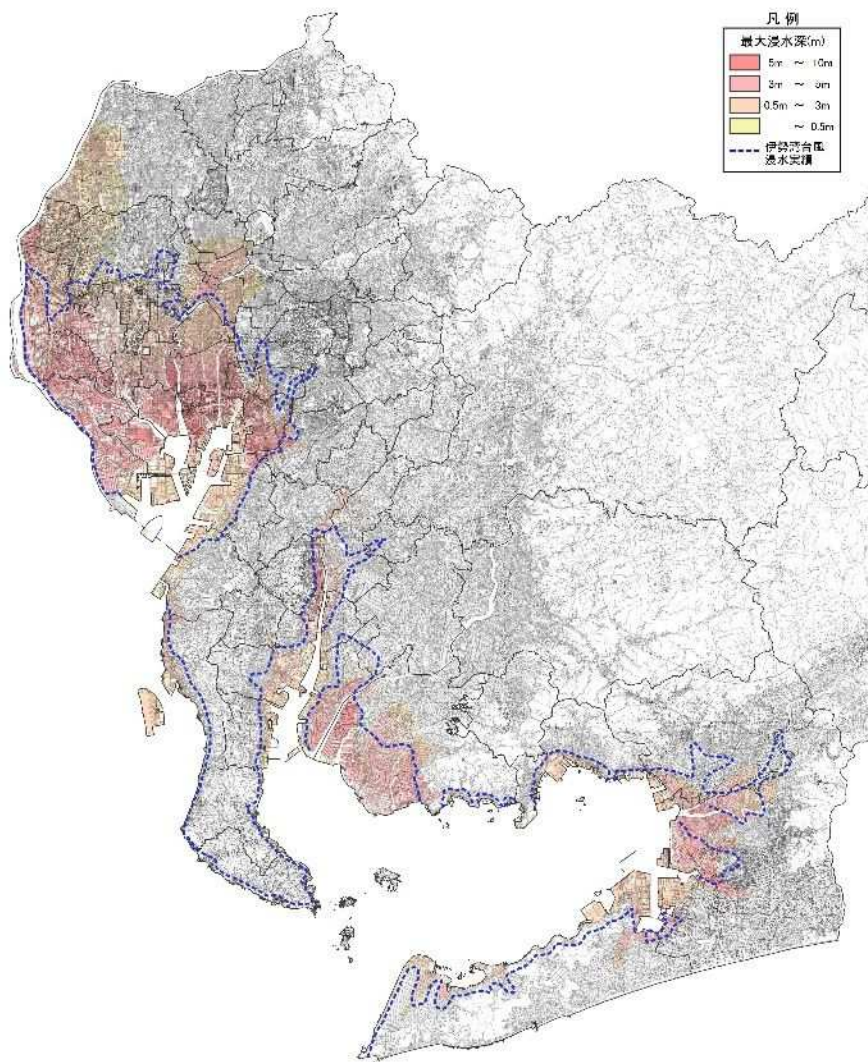 凡 例
最大浸水深(m)
5m ～ 10m
3m ～ 5m
0.5m ～ 3m
～ 0.5m
伊勢湾台風
浸水実績